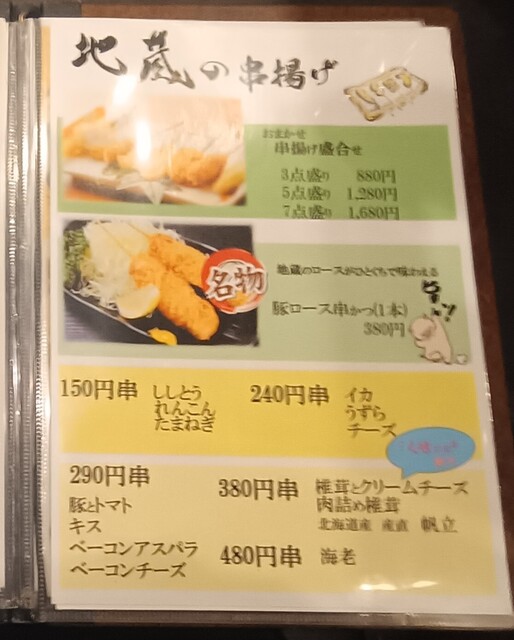 地蔵の串揚げ
おまかせ
串揚げ盛合せ
3点盛り 880円
5点盛り 1,280円
7点盛り 1,680円
名物
地蔵のロースがひとくちで味わえる
豚ロース串かつ(1本)
380円
150円串
ししとう
れんこん
たまねぎ
240円串
イカ
うずら
チーズ
290円串
豚とトマト
キス
ベーコンアスパラ
ベーコンチーズ
380円串
椎茸とクリームチーズ
肉詰め椎茸
北海道産 産直 帆立
480円串
海老